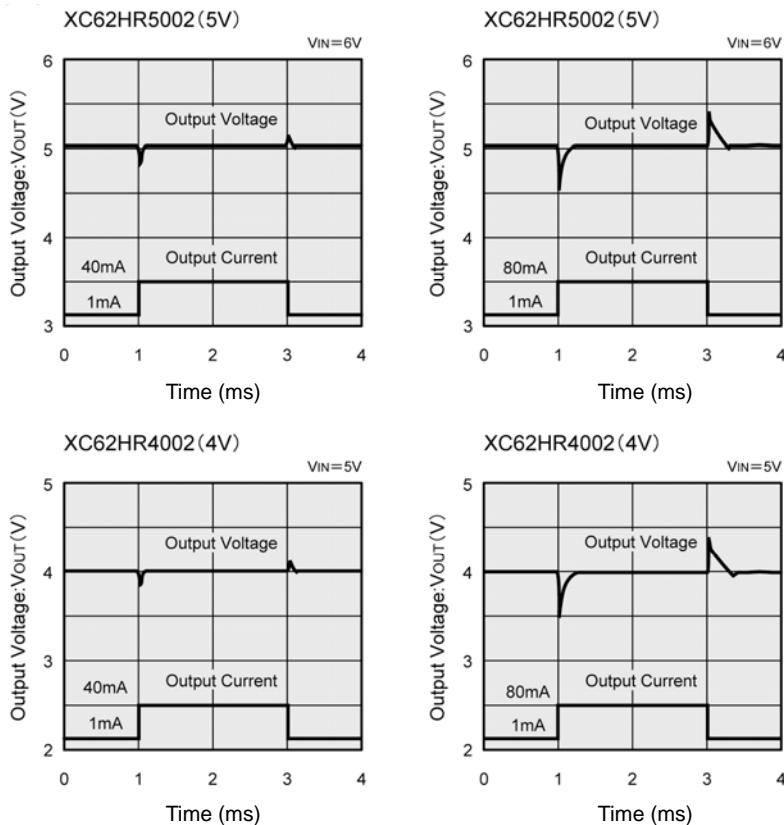 XC62HR5002(5V)
VIN=6V
Output Voltage:VOUT(V)
6
5
4
3
Output Voltage
Output Current
40mA
1mA
0 1 2 3 4
Time (ms)
XC62HR5002(5V)
VIN=6V
6
5
4
3
Output Voltage
Output Current
80mA
1mA
0 1 2 3 4
Time (ms)
XC62HR4002(4V)
VIN=5V
Output Voltage:VOUT(V)
5
4
3
2
Output Voltage
Output Current
40mA
1mA
0 1 2 3 4
Time (ms)
XC62HR4002(4V)
VIN=5V
Output Voltage:VOUT(V)
5
4
3
2
Output Voltage
Output Current
80mA
1mA
0 1 2 3 4
Time (ms)